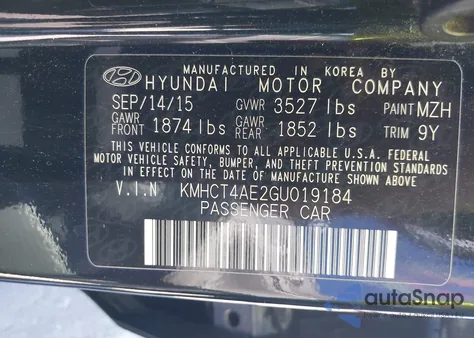 MANUFACTURED IN KOREA BY
HYUNDAI MOTOR COMPANY
SEP/14/15 GVWR 3527 lbs PAINT MZH
GAWR FRONT 1874 lbs GAWR REAR 1852 lbs TRIM 9Y
THIS VEHICLE CONFORMS TO ALL APPLICABLE U.S.A. FEDERAL
MOTOR VEHICLE SAFETY, BUMPER, AND THEFT PREVENTION STANDARDS
IN EFFECT ON THE DATE OF MANUFACTURE SHOWN ABOVE
V.I.N KMHCT4AE2GU019184
PASSENGER CAR
autoSnap